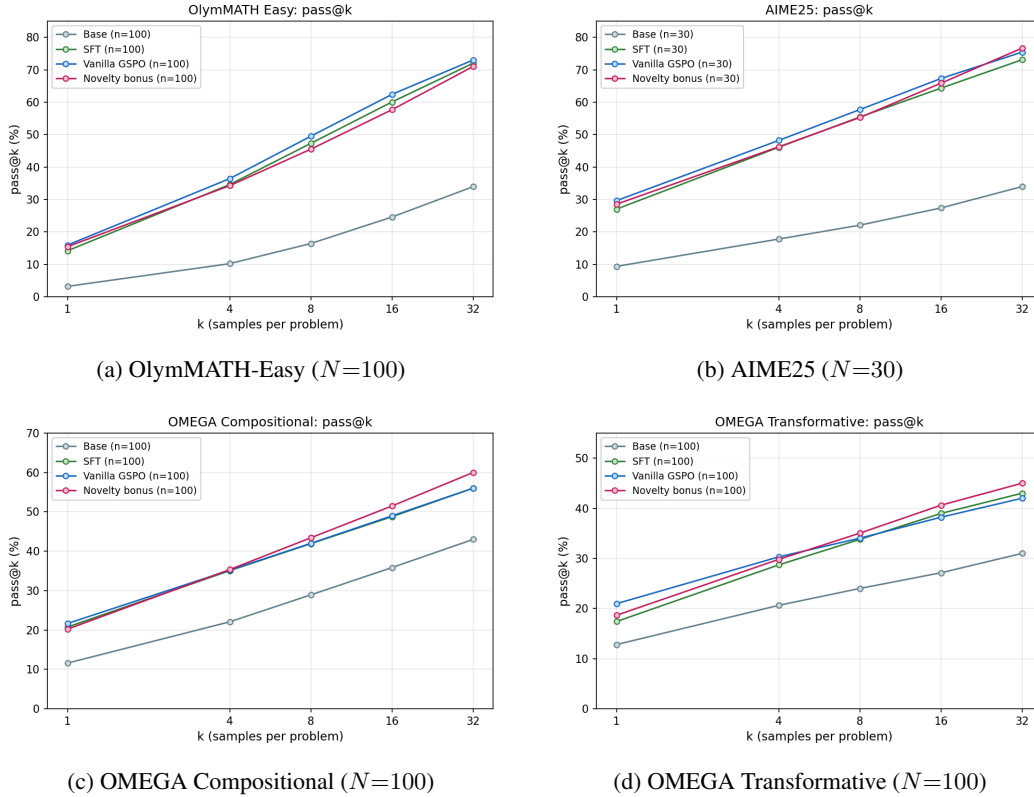 OlymMATH Easy: pass@k
Base (n=100)
SFT (n=100)
Vanilla GSPO (n=100)
Novelty bonus (n=100)
pass@k (%)
80
70
60
50
40
30
20
10
0
1 4 8 16 32
k (samples per problem)
(a) OlymMATH-Easy (N=100)
AIME25: pass@k
Base (n=30)
SFT (n=30)
Vanilla GSPO (n=30)
Novelty bonus (n=30)
pass@k (%)
80
70
60
50
40
30
20
10
0
1 4 8 16 32
k (samples per problem)
(b) AIME25 (N=30)
OMEGA Compositional: pass@k
Base (n=100)
SFT (n=100)
Vanilla GSPO (n=100)
Novelty bonus (n=100)
pass@k (%)
70
60
50
40
30
20
10
0
1 4 8 16 32
k (samples per problem)
(c) OMEGA Compositional (N=100)
OMEGA Transformative: pass@k
Base (n=100)
SFT (n=100)
Vanilla GSPO (n=100)
Novelty bonus (n=100)
pass@k (%)
50
40
30
20
10
0
1 4 8 16 32
k (samples per problem)
(d) OMEGA Transformative (N=100)